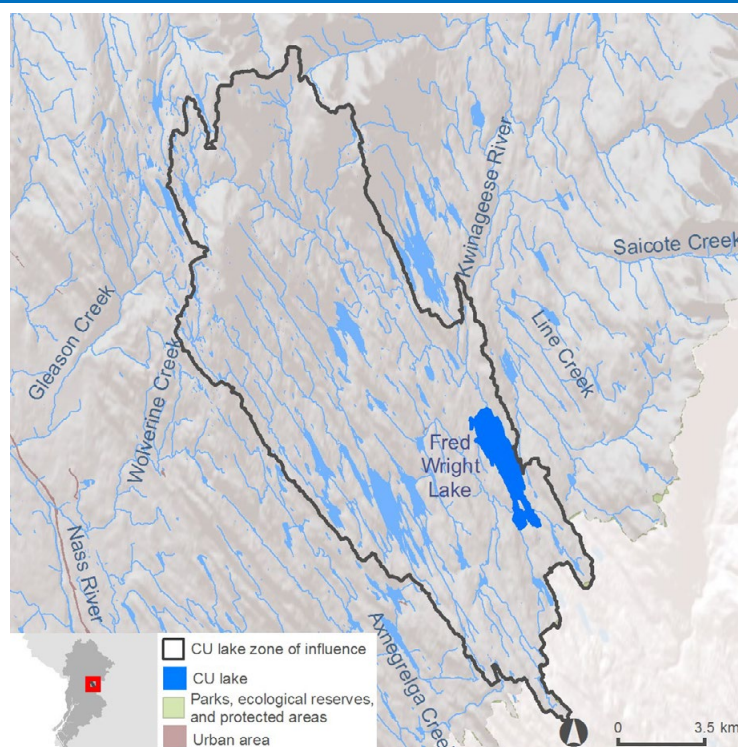 Kwinageese River
Saicote Creek
Gleason Creek
Line Creek
Wolverine Creek
Fred
Wright
Lake
Nass River
Axnegrelga Creek
CU lake zone of influence
CU lake
Parks, ecological reserves,
and protected areas
Urban area
0 3.5 km